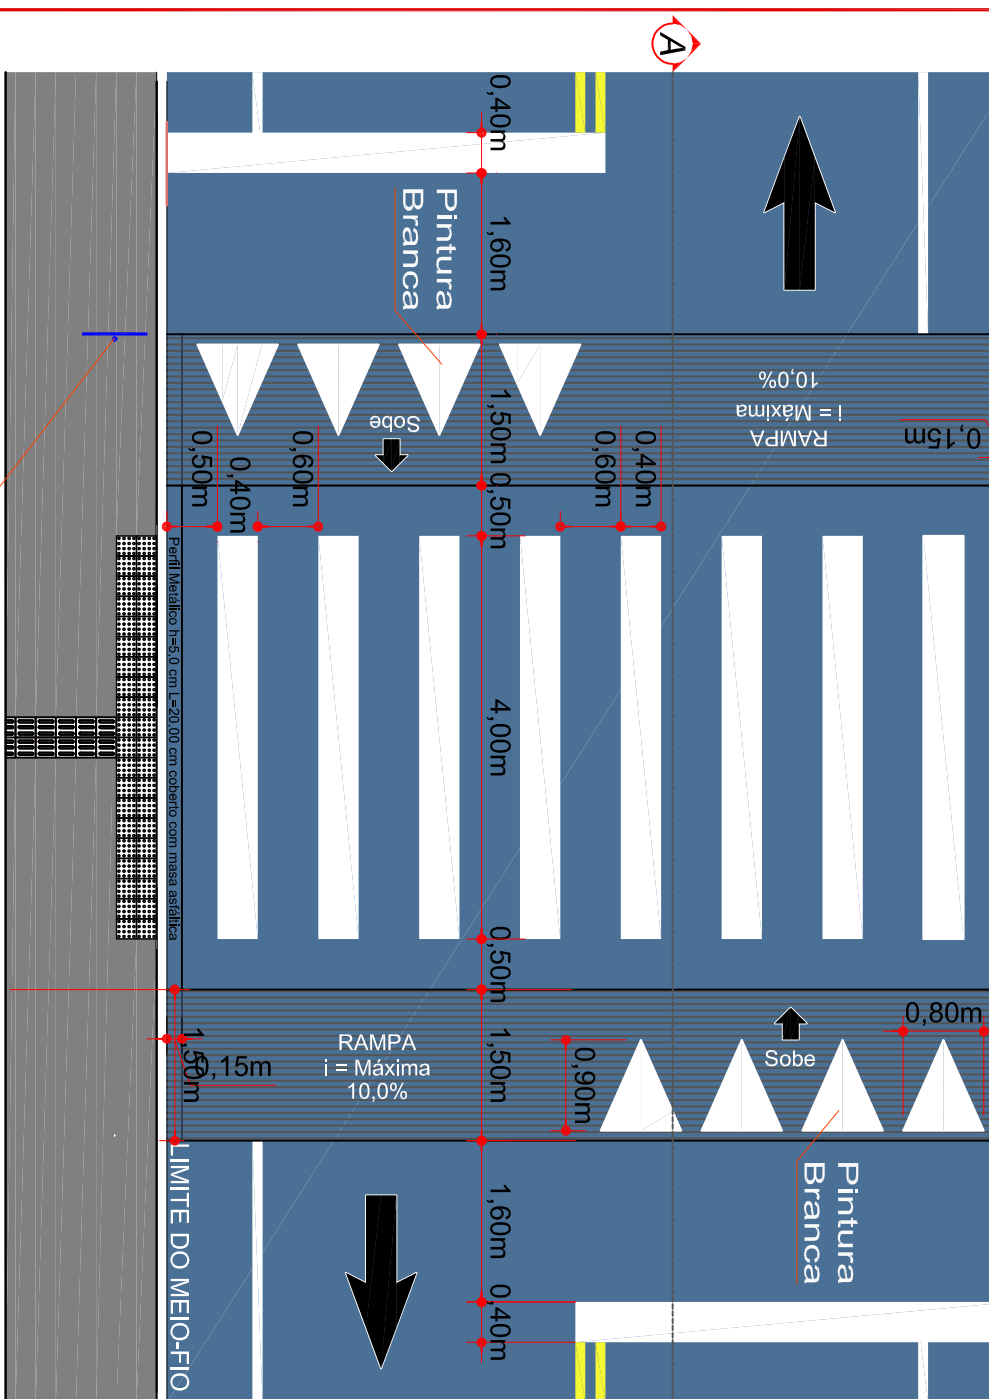 A
0,40m
Pintura
Branca
1,60m
10,0%
i = Máxima
RAMPA
0,15m
Sobe
1,50m
0,50m
0,40m
0,60m
0,50m
0,60m
0,40m
Perfil Metálico h=5,0 cm L=20,00 cm coberto com masa asfáltica
4,00m
0,50m
1,50m
0,15m
RAMPA
i = Máxima
10,0%
1,50m
0,90m
Sobe
0,80m
Pintura
Branca
1,60m
0,40m
LIMITE DO MEIO-FIO